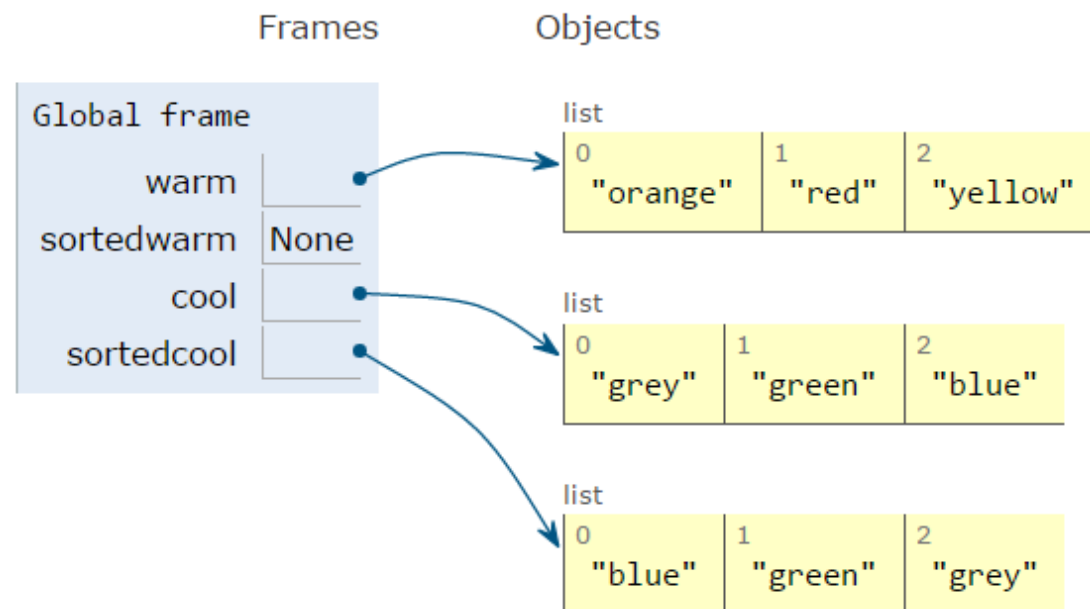 Frames Objects
Global frame
warm
sortedwarm None
cool
sortedcool
list
0 1 2
"orange" "red" "yellow"
list
0 1 2
"grey" "green" "blue"
list
0 1 2
"blue" "green" "grey"